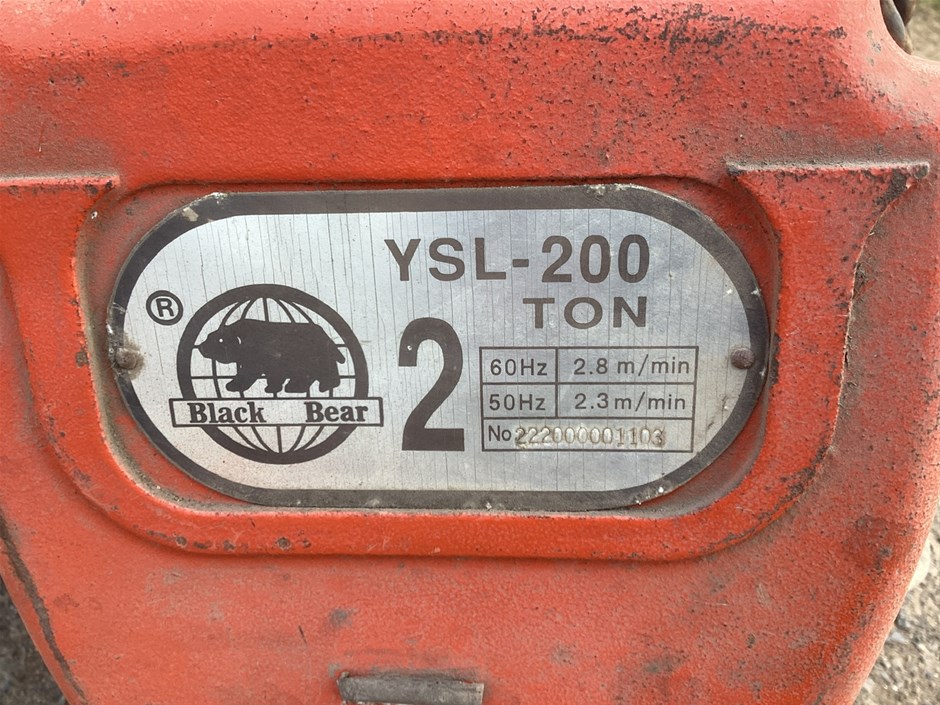 YSL-200
TON
®
2
Black Bear
60Hz 2.8 m/min
50Hz 2.3 m/min
No 222000001103